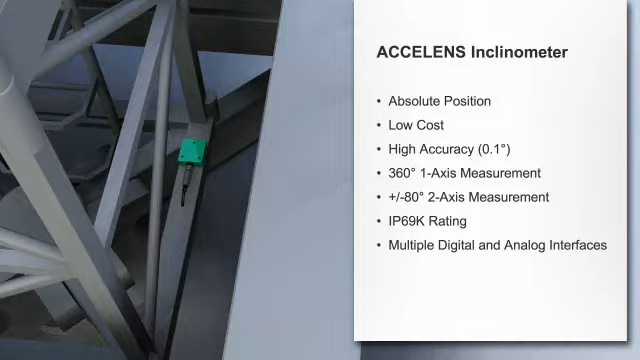 ACCELENS Inclinometer
• Absolute Position
• Low Cost
• High Accuracy (0.1°)
• 360° 1-Axis Measurement
• +/-80° 2-Axis Measurement
• IP69K Rating
• Multiple Digital and Analog Interfaces